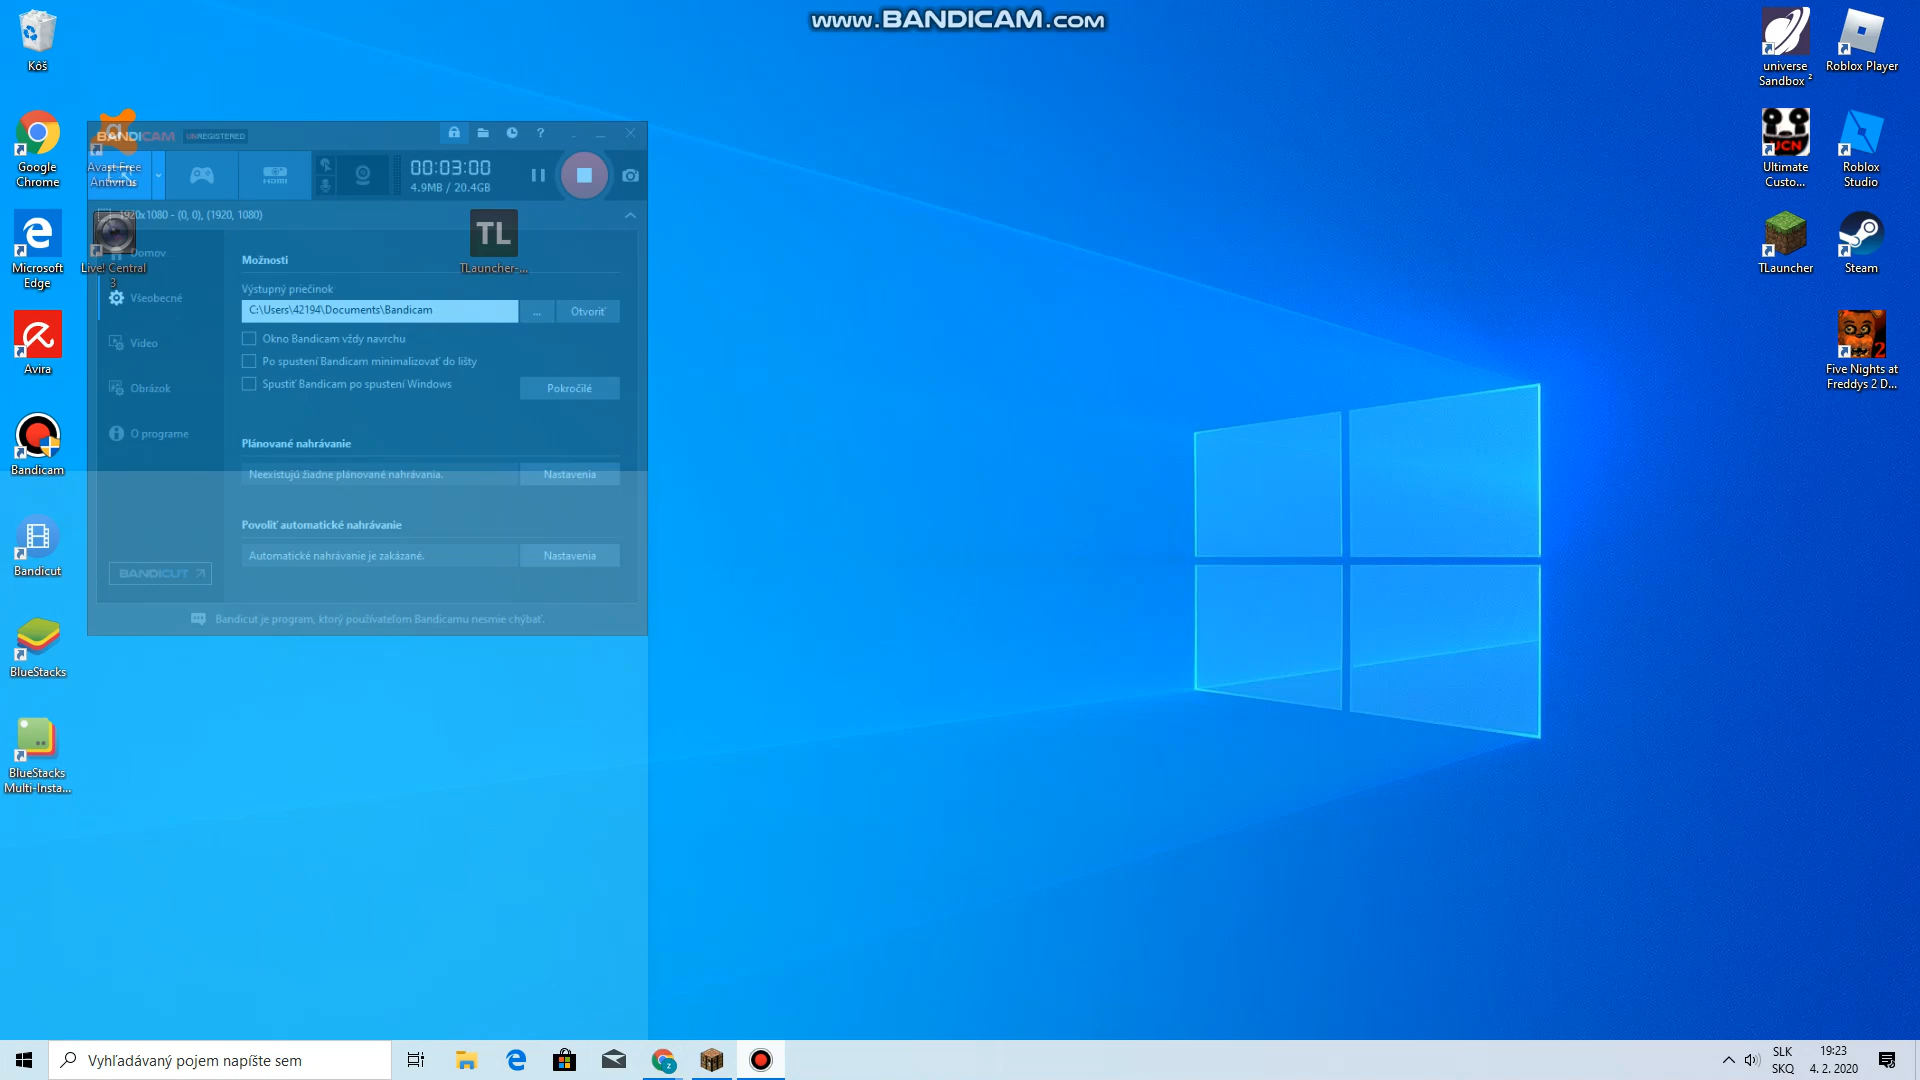 www.BANDICAM.com
Kôš
Google
Chrome
Microsoft
Edge
Avira
Bandicam
Bandicut
BlueStacks
BlueStacks
Multi-Insta...
Avast Free
Antivirus
Live! Central
3
BANDICAM UNREGISTERED
?
00:03:00
4.9MB / 20.4GB
HDMI
1920x1080 - (0, 0), (1920, 1080)
TL
TLauncher-...
Domov
Všeobecné
Video
Obrázok
O programe
BANDICUT
Možnosti
Výstupný priečinok
C:\Users\42194\Documents\Bandicam
...
Otvoriť
Okno Bandicam vždy navrchu
Po spustení Bandicam minimalizovať do lišty
Spustiť Bandicam po spustení Windows
Pokročilé
Plánované nahrávanie
Neexistujú žiadne plánované nahrávania.
Nastavenia
Povoliť automatické nahrávanie
Automatické nahrávanie je zakázané.
Nastavenia
Bandicut je program, ktorý používateľom Bandicamu nesmie chýbať.
universe
Sandbox ²
Roblox Player
UCN
Ultimate
Custo...
Roblox
Studio
TLauncher
Steam
2
Five Nights at
Freddys 2 D...
Vyhľadávaný pojem napíšte sem
z
SLK
SKQ
19:23
4. 2. 2020